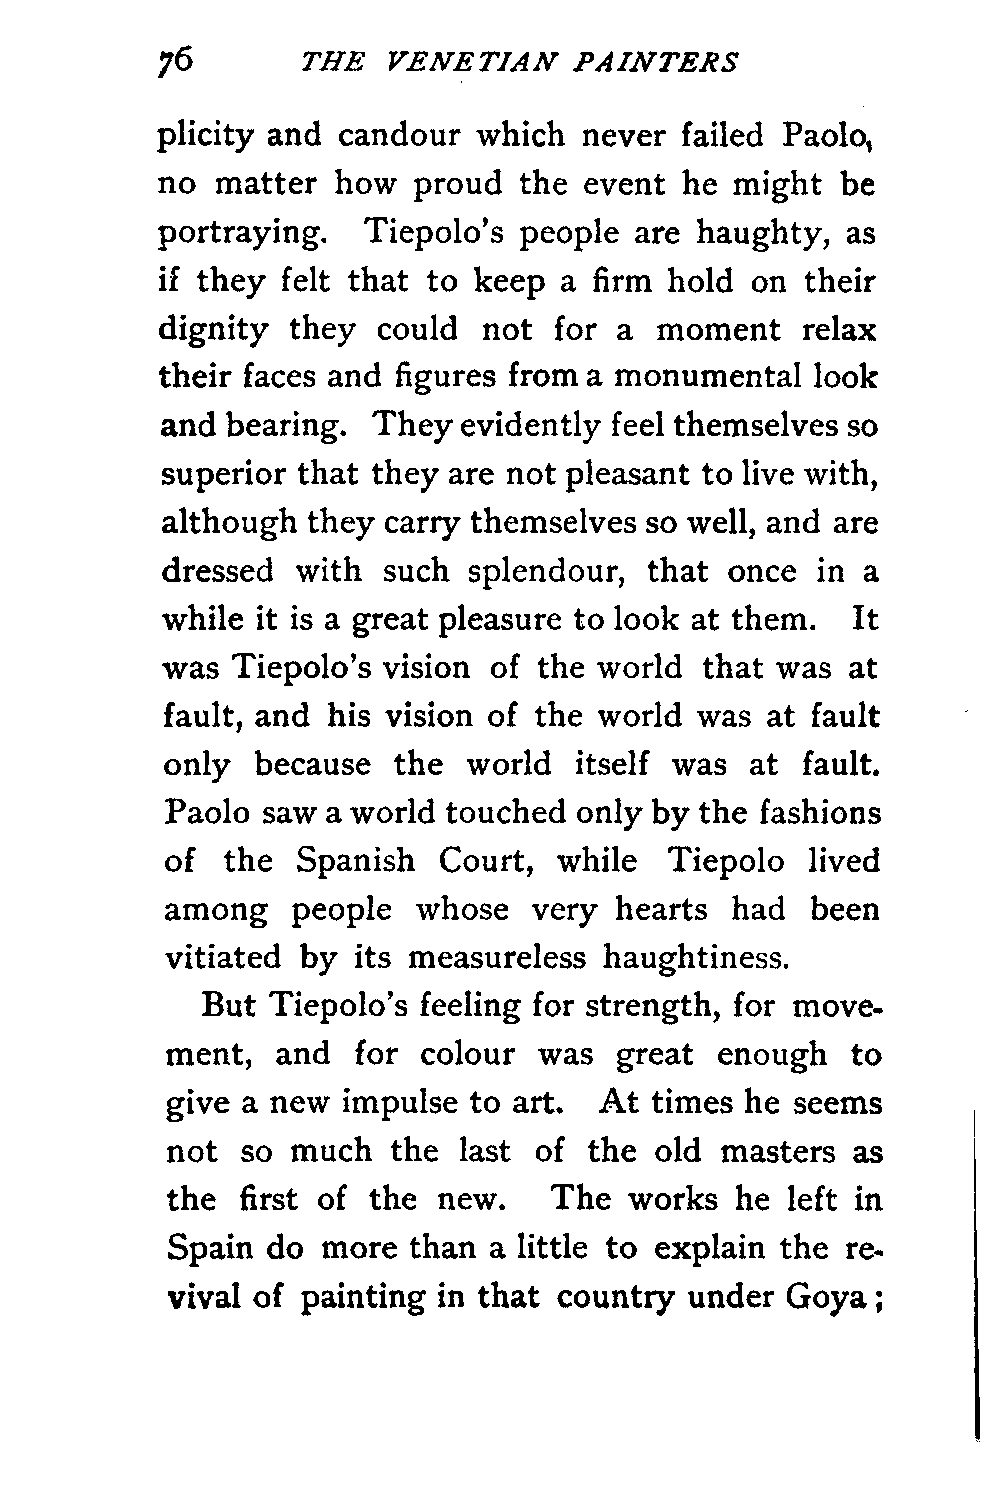 76 THE VENETIAN PAINTERS
plicity and candour which never failed Paolo,
no matter how proud the event he might be
portraying. Tiepolo's people are haughty, as
if they felt that to keep a firm hold on their
dignity they could not for a moment relax
their faces and figures from a monumental look
and bearing. They evidently feel themselves so
superior that they are not pleasant to live with,
although they carry themselves so well, and are
dressed with such splendour, that once in a
while it is a great pleasure to look at them. It
was Tiepolo's vision of the world that was at
fault, and his vision of the world was at fault
only because the world itself was at fault.
Paolo saw a world touched only by the fashions
of the Spanish Court, while Tiepolo lived
among people whose very hearts had been
vitiated by its measureless haughtiness.
But Tiepolo's feeling for strength, for move-
ment, and for colour was great enough to
give a new impulse to art. At times he seems
not so much the last of the old masters as
the first of the new. The works he left in
Spain do more than a little to explain the re-
vival of painting in that country under Goya;